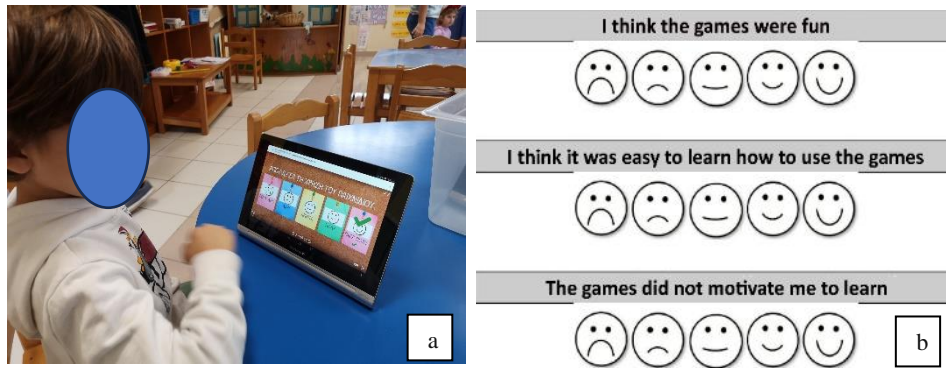 a
I think the games were fun
I think it was easy to learn how to use the games
The games did not motivate me to learn
b